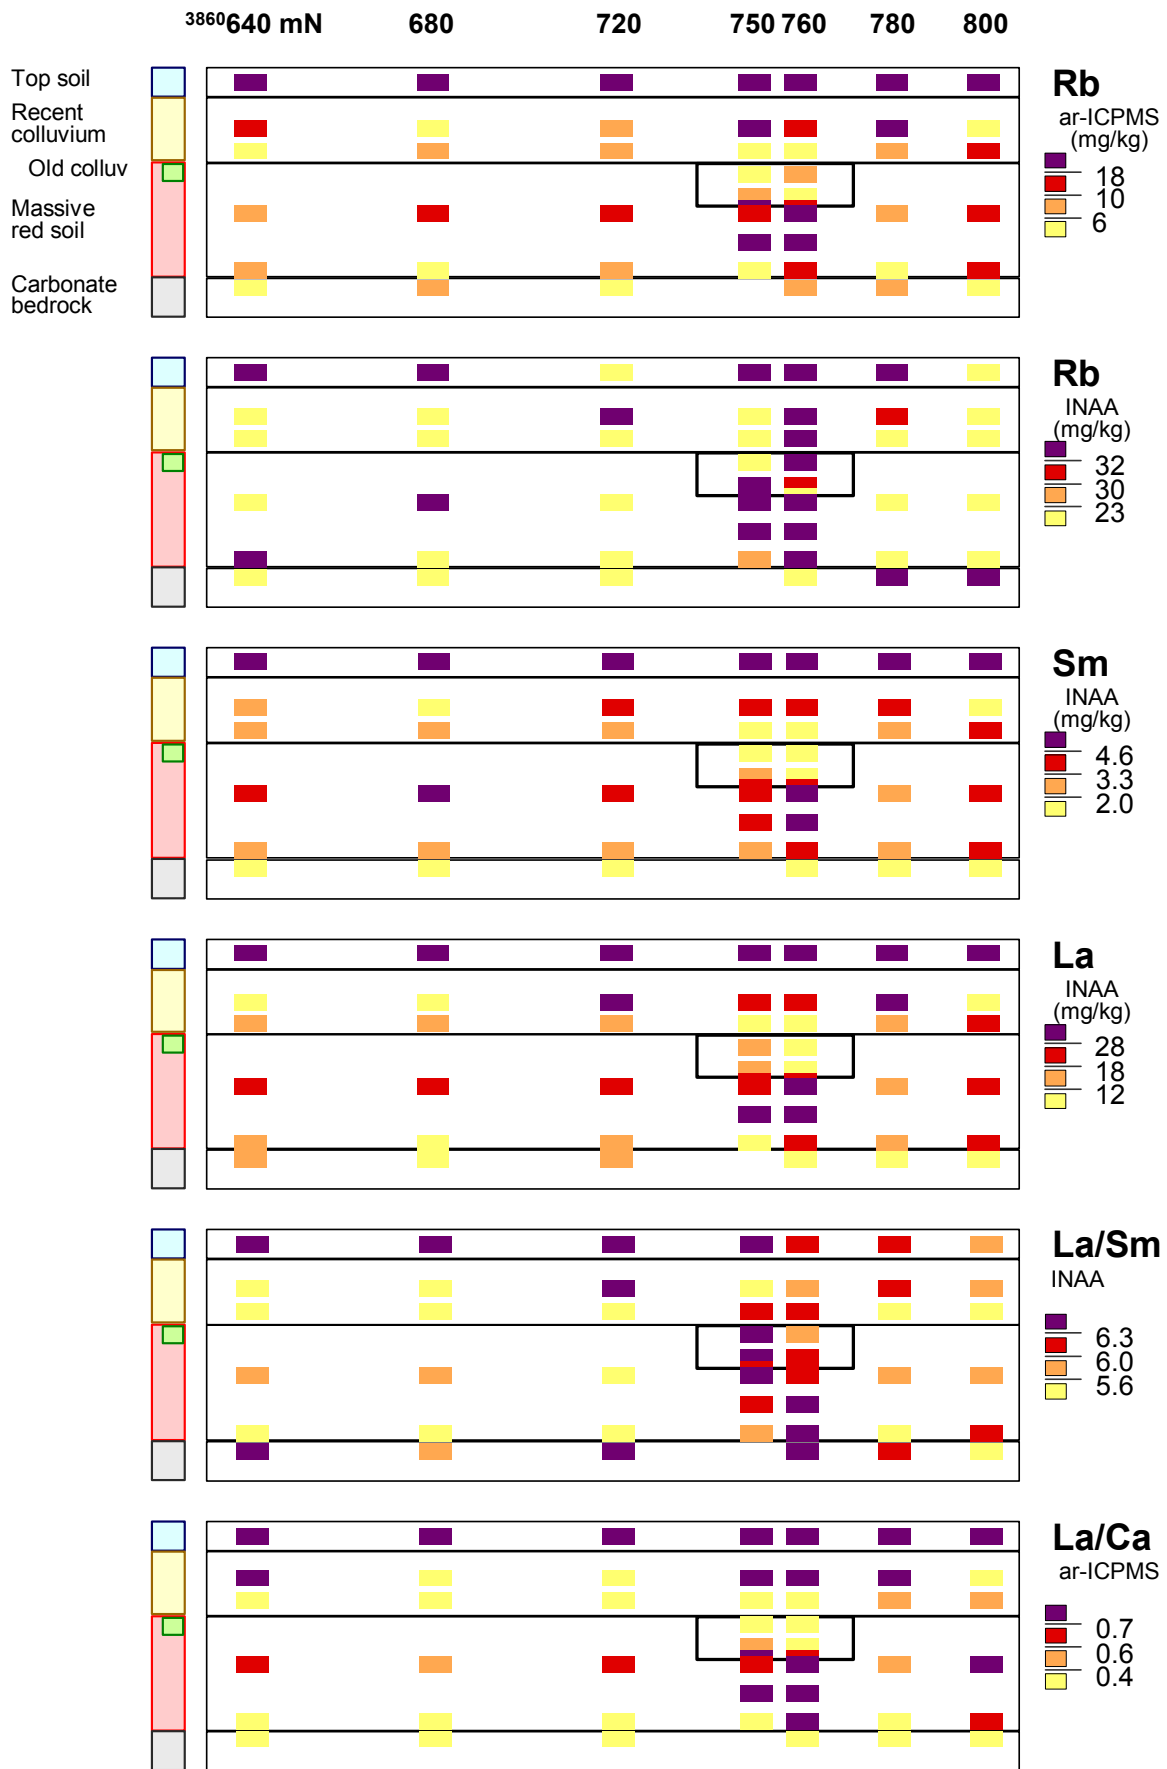 3860640 mN 680 720 750 760 780 800
Top soil
Recent
colluvium
Old colluv
Massive
red soil
Carbonate
bedrock
Rb
ar-ICPMS
(mg/kg)
18
10
6
Rb
INAA
(mg/kg)
32
30
23
Sm
INAA
(mg/kg)
4.6
3.3
2.0
La
INAA
(mg/kg)
28
18
12
La/Sm
INAA
6.3
6.0
5.6
La/Ca
ar-ICPMS
0.7
0.6
0.4